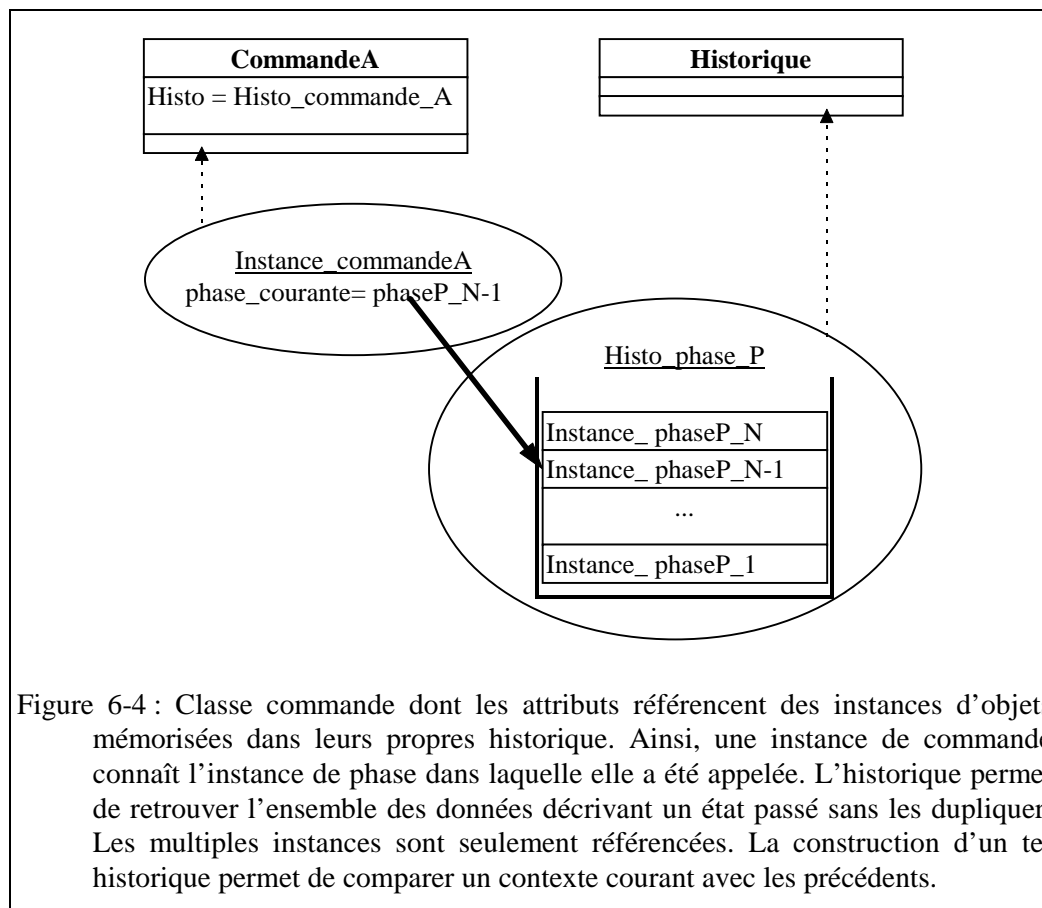 CommandeA
Histo = Histo_commande_A
Historique
Instance_commandeA
phase_courante= phaseP_N-1
Histo_phase_P
Instance_ phaseP_N
Instance_ phaseP_N-1
...
Instance_ phaseP_1
Figure 6-4 : Classe commande dont les attributs référencent des instances d’objet
mémorisées dans leurs propres historique. Ainsi, une instance de command
connaît l’instance de phase dans laquelle elle a été appelée. L’historique perme
de retrouver l’ensemble des données décrivant un état passé sans les dupliquer
Les multiples instances sont seulement référencées. La construction d’un te
historique permet de comparer un contexte courant avec les précédents.